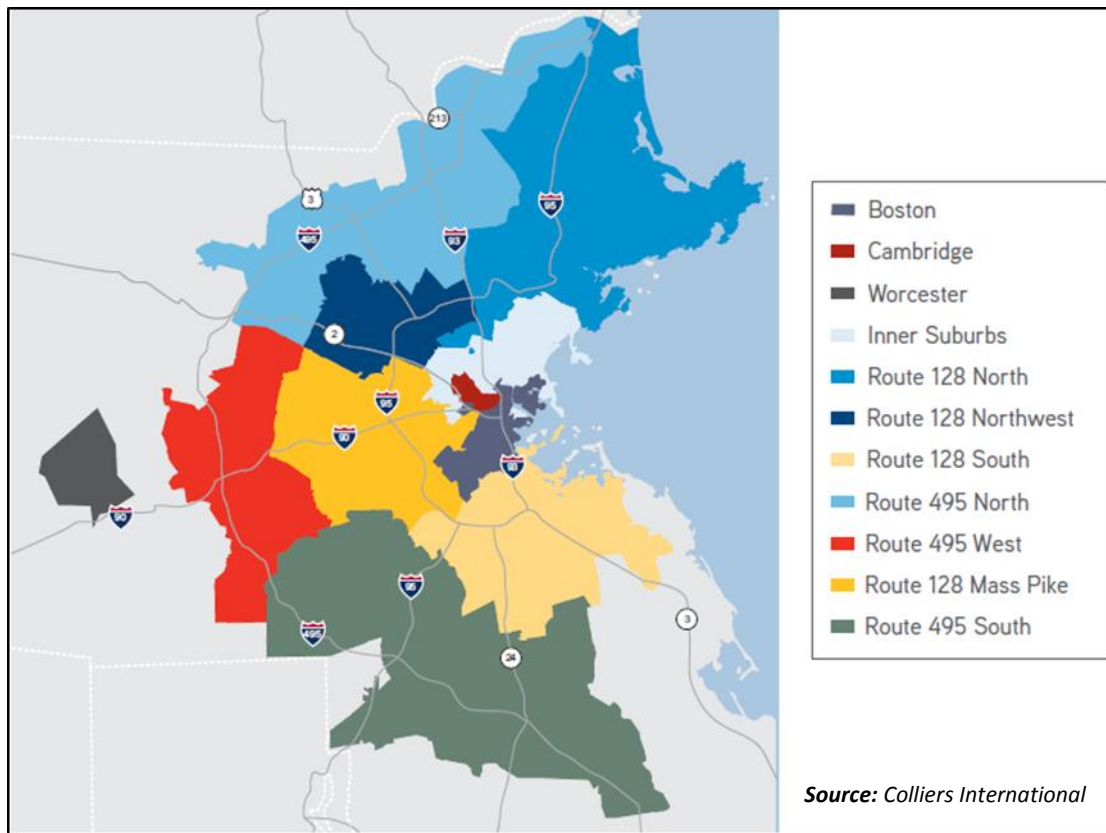 213
3
95
495
93
2
95
90
93
90
95
3
495
24
Boston
Cambridge
Worcester
Inner Suburbs
Route 128 North
Route 128 Northwest
Route 128 South
Route 495 North
Route 495 West
Route 128 Mass Pike
Route 495 South
Source: Colliers International